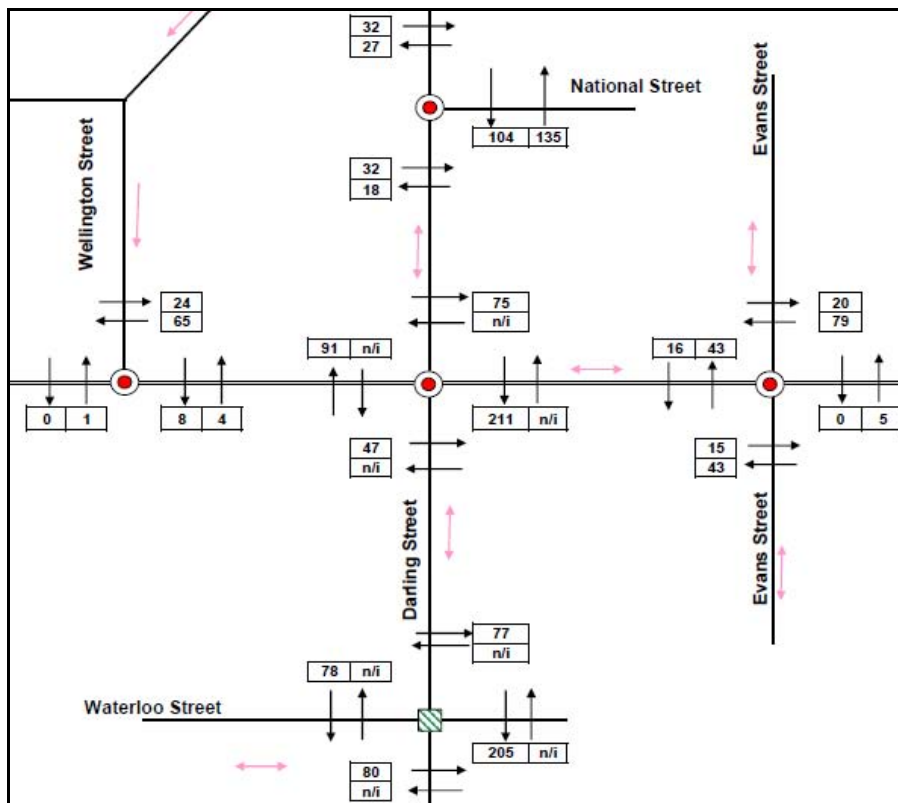 32
27
National Street
104 135
Evans Street
32
18
Wellington Street
24
65
75
n/i
20
79
91 n/i
16 43
0 1
8 4
211 n/i
0 5
47
n/i
15
43
Darling Street
Evans Street
77
n/i
78 n/i
Waterloo Street
205 n/i
80
n/i